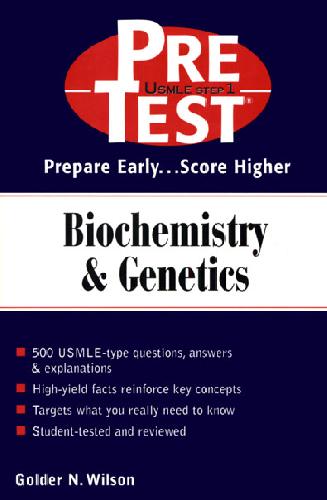 PRE
USMLE STEP 1
TEST®
Prepare Early...Score Higher
Biochemistry
& Genetics
500 USMLE-type questions, answers
& explanations
High-yield facts reinforce key concepts
Targets what you really need to know
Student-tested and reviewed
Golder N. Wilson